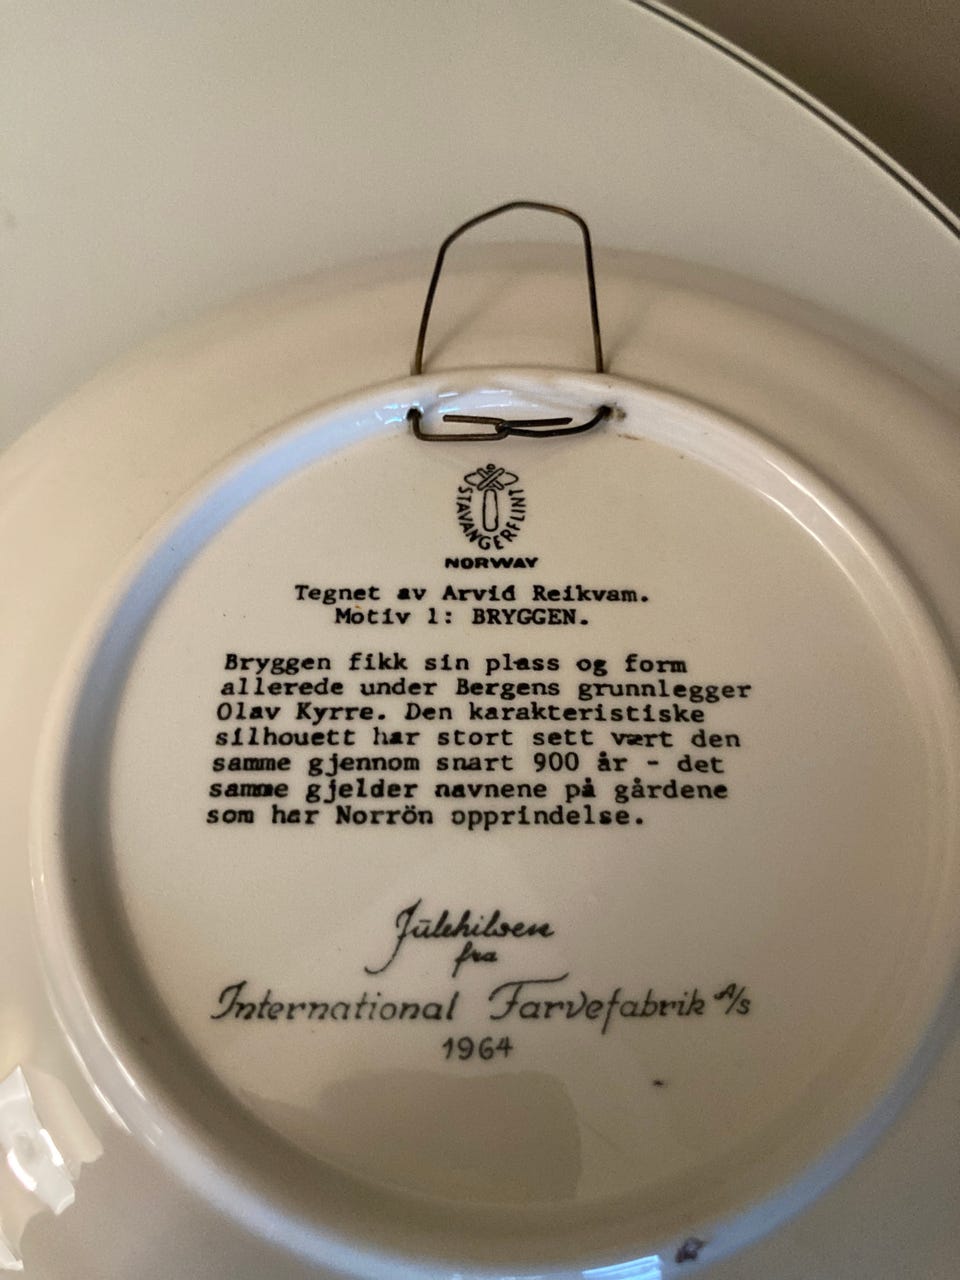 STAVANGERFLINT
NORWAY
Tegnet av Arvid Reikvam.
Motiv 1: BRYGGEN.
Bryggen fikk sin plass og form
allerede under Bergens grunnlegger
Olav Kyrre. Den karakteristiske
silhouett har stort sett vært den
samme gjennom snart 900 år - det
samme gjelder navnene på gårdene
som har Norrön opprindelse.
Julehilsen
fra
International Farvefabrik A/s
1964